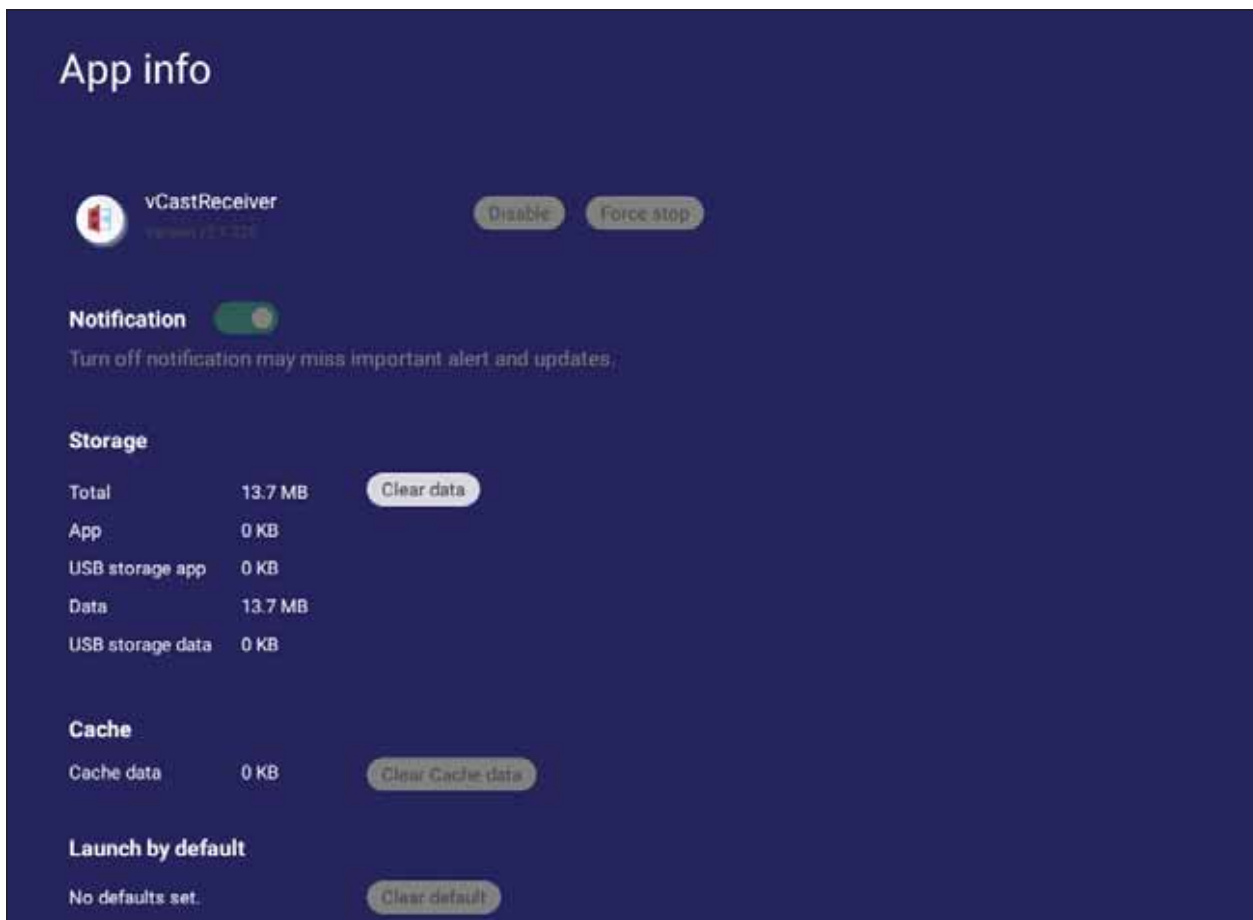 App info
vCastReceiver
Disable
Force stop
Notification
Turn off notification may miss important alert and updates.
Storage
Total 13.7 MB Clear data
App 0 KB
USB storage app 0 KB
Data 13.7 MB
USB storage data 0 KB
Cache
Cache data 0 KB Clear Cache data
Launch by default
No defaults set. Clear default